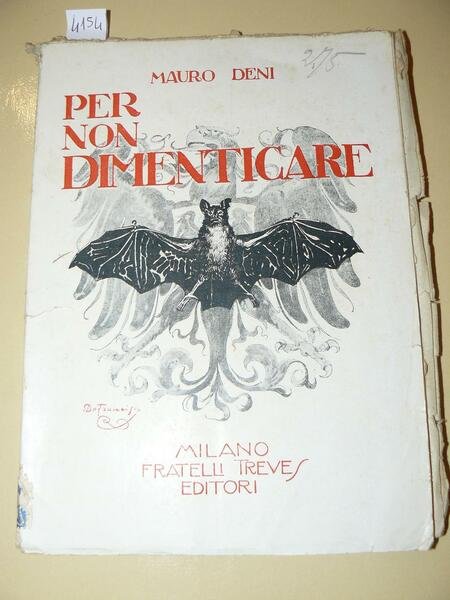 4154
2.75
MAURO DENI
PER
NON
DIMENTICARE
MILANO
FRATELLI TREVES
EDITORI